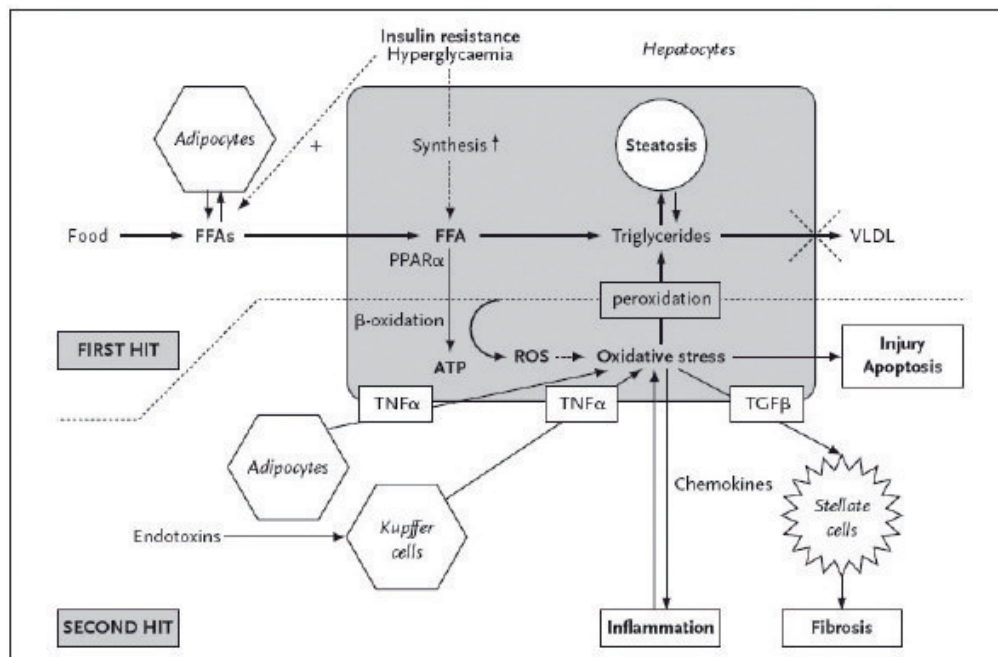 Insulin resistance
Hyperglycaemia
Hepatocytes
Adipocytes
+
Synthesis ↑
Steatosis
Food
FFAs
FFA
Triglycerides
VLDL
PPARα
peroxidation
β-oxidation
FIRST HIT
ATP
ROS
Oxidative stress
Injury
Apoptosis
TNFα
TNFα
TGFβ
Adipocytes
Chemokines
Stellate
cells
Endotoxins
Kupffer
cells
SECOND HIT
Inflammation
Fibrosis